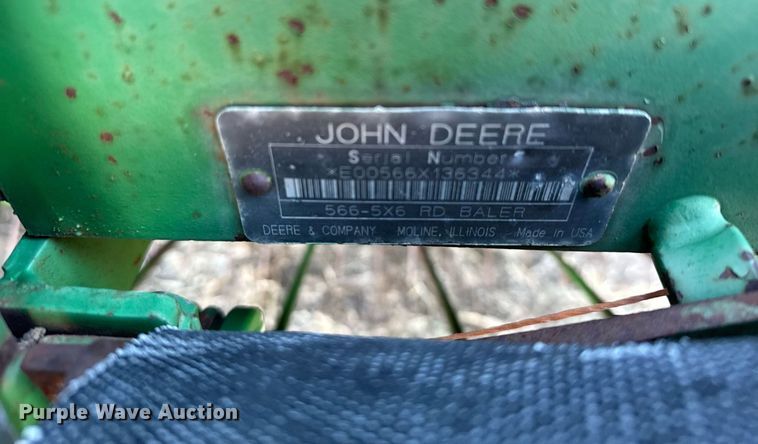 JOHN DEERE
Serial Number
*E00566X136344*
566-5X6 RD. BALER
DEERE & COMPANY MOLINE, ILLINOIS Made in USA
Purple Wave Auction